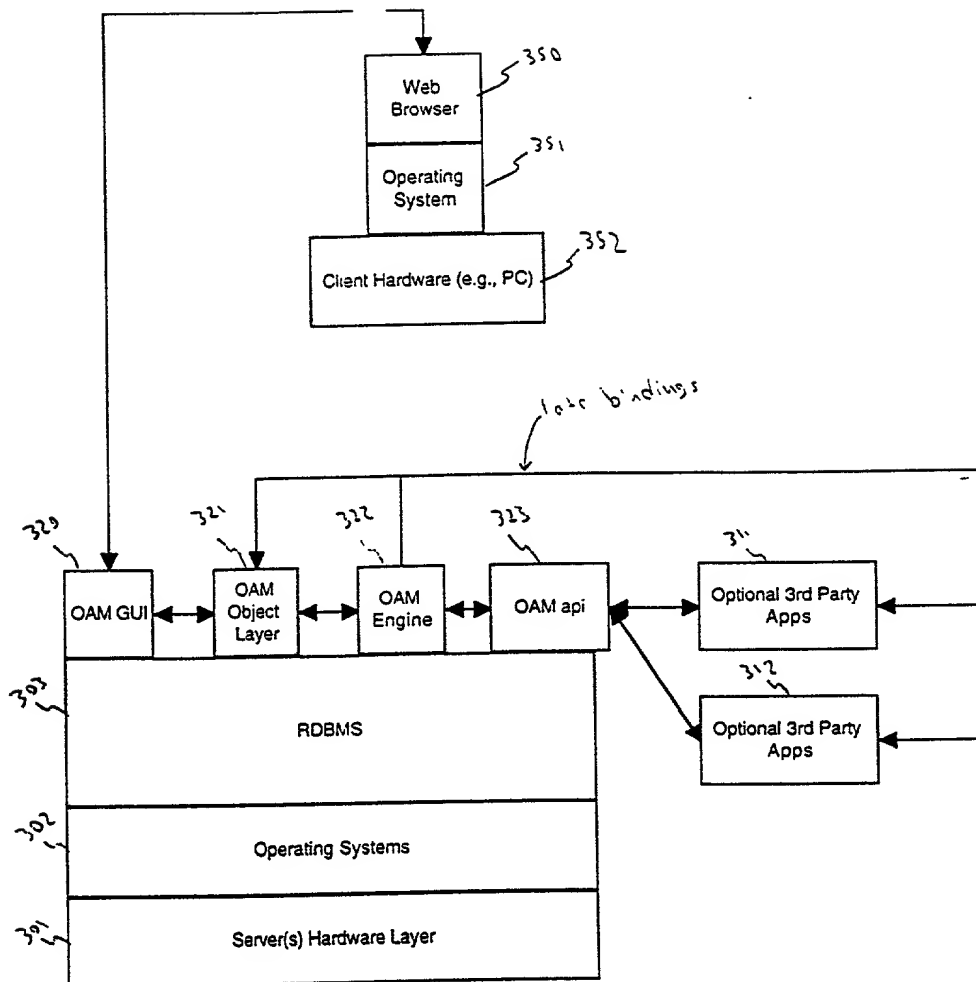 350
Web
Browser
351
Operating
System
352
Client Hardware (e.g., PC)
late bindings
320
321
322
323
311
OAM GUI
OAM
Object
Layer
OAM
Engine
OAM api
Optional 3rd Party
Apps
303
312
RDBMS
Optional 3rd Party
Apps
302
Operating Systems
301
Server(s) Hardware Layer